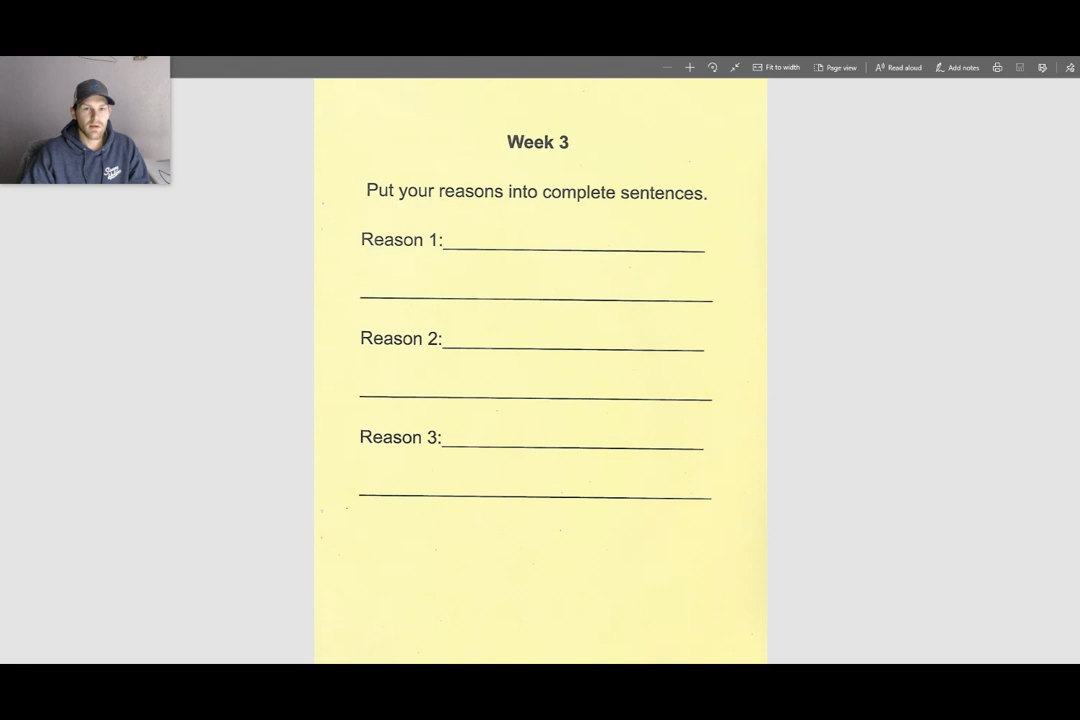 Fit to width
Page view
Read aloud
Add notes
Week 3
Put your reasons into complete sentences.
Reason 1:
Reason 2:
Reason 3: